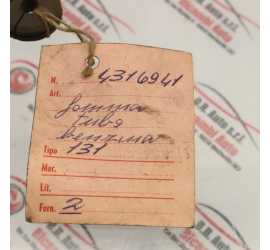 N. 4316941
Art.
Gomma
tubo
benzina
Tipo 131
Mar.
Lit.
Forn. 2